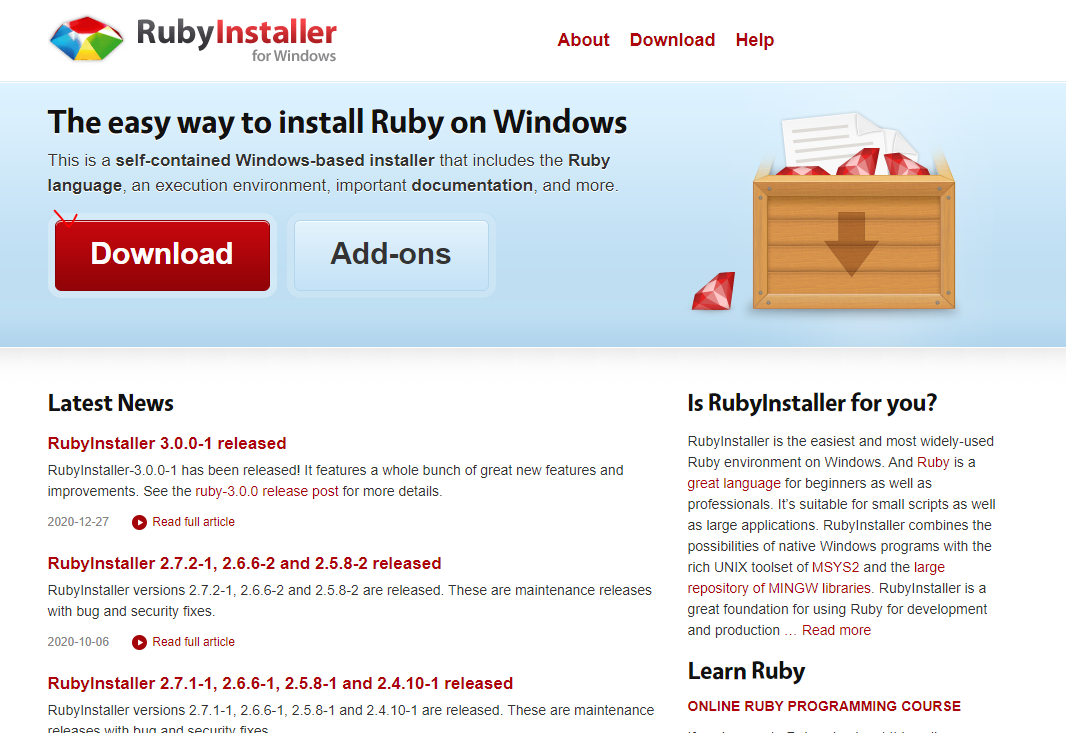 RubyInstaller
for Windows
About Download Help
The easy way to install Ruby on Windows
This is a self-contained Windows-based installer that includes the Ruby
language, an execution environment, important documentation, and more.
Download
Add-ons
Latest News
RubyInstaller 3.0.0-1 released
RubyInstaller-3.0.0-1 has been released! It features a whole bunch of great new features and
improvements. See the ruby-3.0.0 release post for more details.
2020-12-27 Read full article
RubyInstaller 2.7.2-1, 2.6.6-2 and 2.5.8-2 released
RubyInstaller versions 2.7.2-1, 2.6.6-2 and 2.5.8-2 are released. These are maintenance releases
with bug and security fixes.
2020-10-06 Read full article
RubyInstaller 2.7.1-1, 2.6.6-1, 2.5.8-1 and 2.4.10-1 released
RubyInstaller versions 2.7.1-1, 2.6.6-1, 2.5.8-1 and 2.4.10-1 are released. These are maintenance
releases with bug and security fixes.
Is RubyInstaller for you?
RubyInstaller is the easiest and most widely-used
Ruby environment on Windows. And Ruby is a
great language for beginners as well as
professionals. It's suitable for small scripts as well
as large applications. RubyInstaller combines the
possibilities of native Windows programs with the
rich UNIX toolset of MSYS2 and the large
repository of MINGW libraries. RubyInstaller is a
great foundation for using Ruby for development
and production … Read more
Learn Ruby
ONLINE RUBY PROGRAMMING COURSE